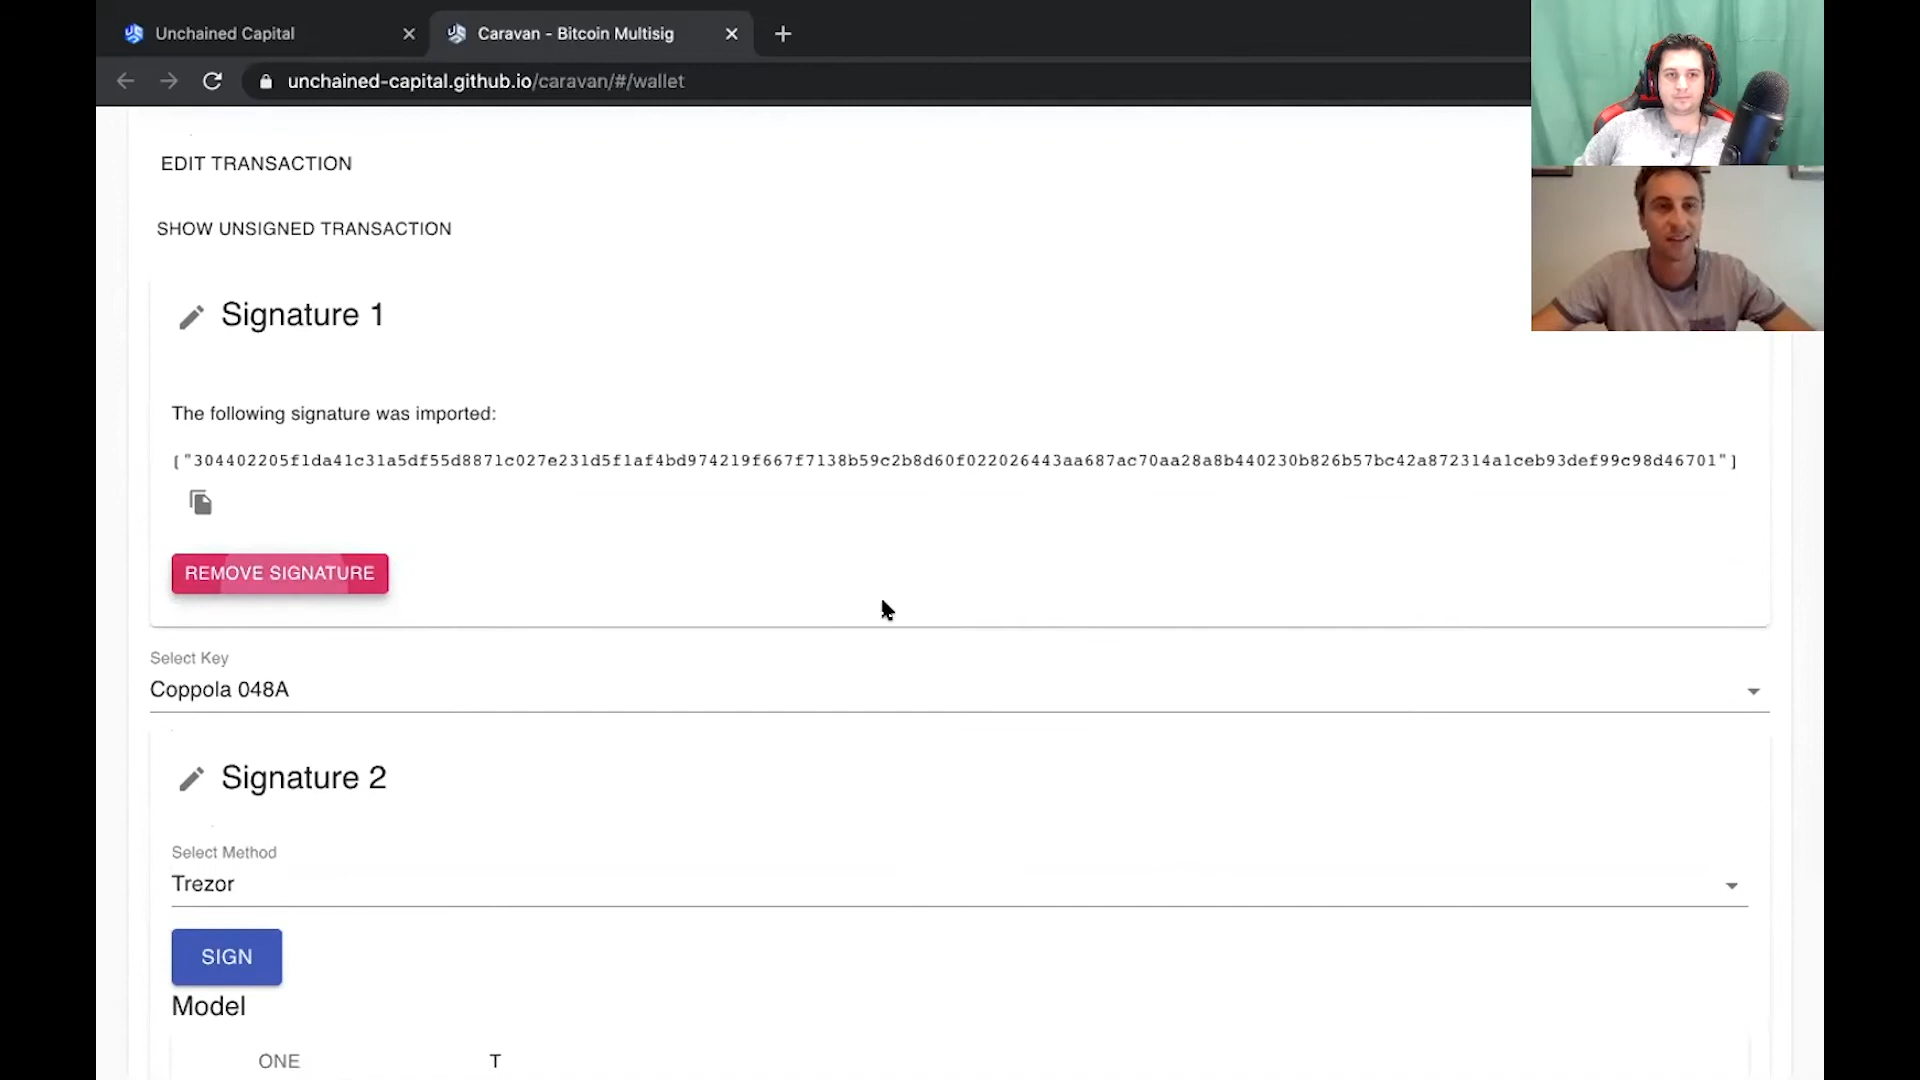 Unchained Capital
Caravan - Bitcoin Multisig
unchained-capital.github.io/caravan/#/wallet
EDIT TRANSACTION
SHOW UNSIGNED TRANSACTION
Signature 1
The following signature was imported:
["304402205f1da41c31a5df55d8871c027e231d5f1af4bd974219f667f7138b59c2b8d60f022026443aa687ac70aa28a8b440230b826b57bc42a872314a1ceb93def99c98d46701"]
REMOVE SIGNATURE
Select Key
Coppola 048A
Signature 2
Select Method
Trezor
SIGN
Model
ONE T